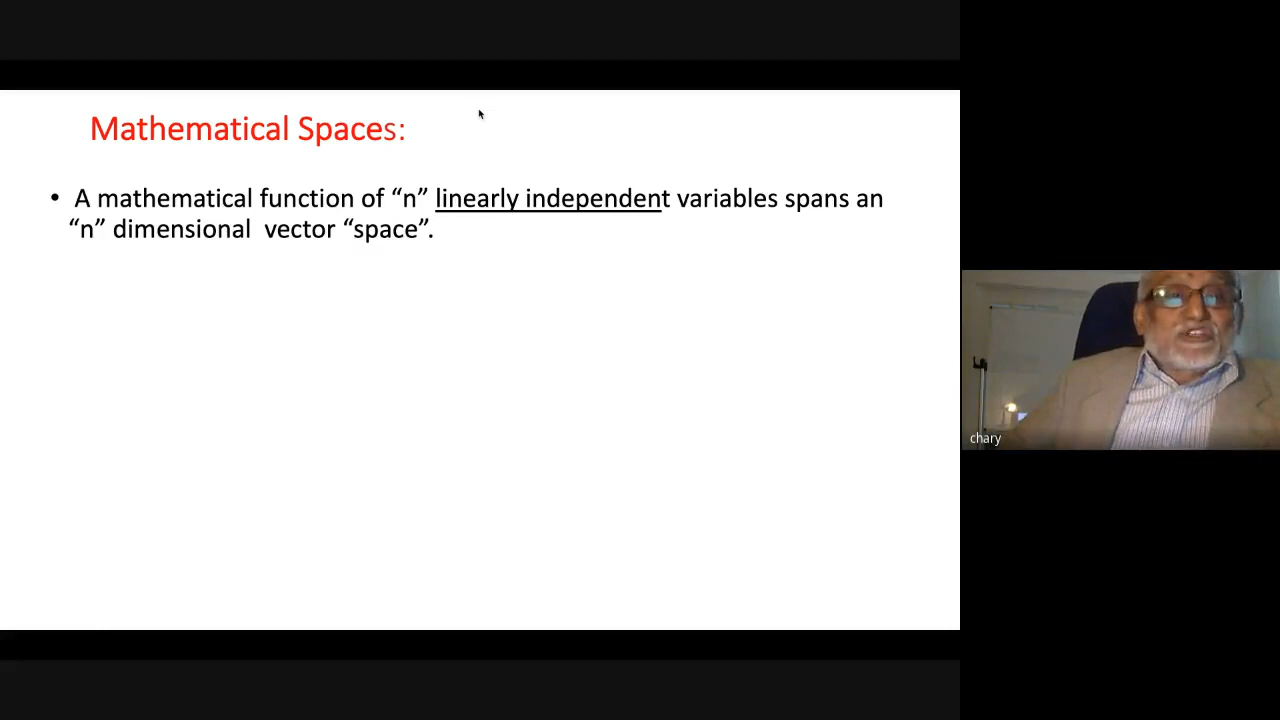 Mathematical Spaces:
• A mathematical function of “n” linearly independent variables spans an
“n” dimensional vector “space”.
chary